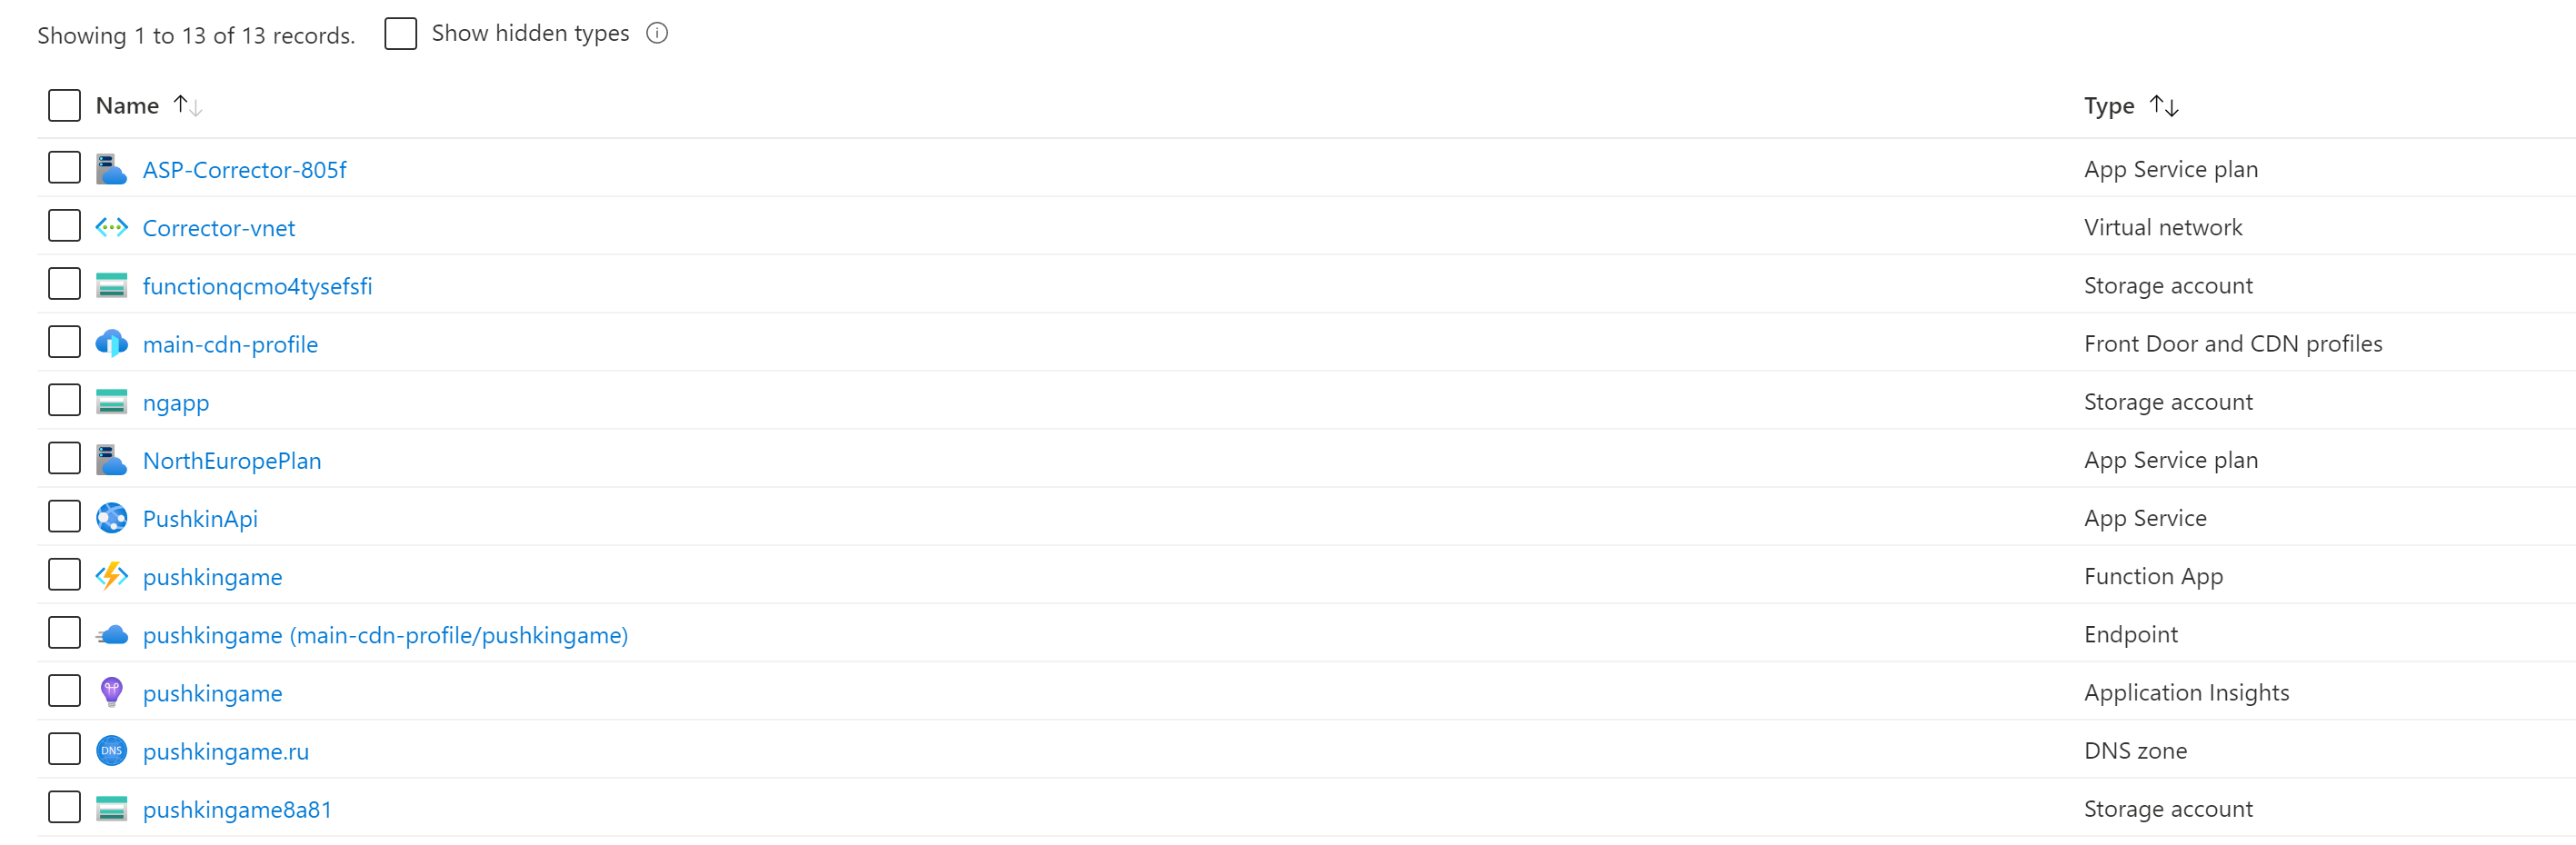 Showing 1 to 13 of 13 records. Show hidden types
Name Type
ASP-Corrector-805f App Service plan
Corrector-vnet Virtual network
functionqcmo4tysefsfi Storage account
main-cdn-profile Front Door and CDN profiles
ngapp Storage account
NorthEuropePlan App Service plan
PushkinApi App Service
pushkingame Function App
pushkingame (main-cdn-profile/pushkingame) Endpoint
pushkingame Application Insights
DNS pushkingame.ru DNS zone
pushkingame8a81 Storage account